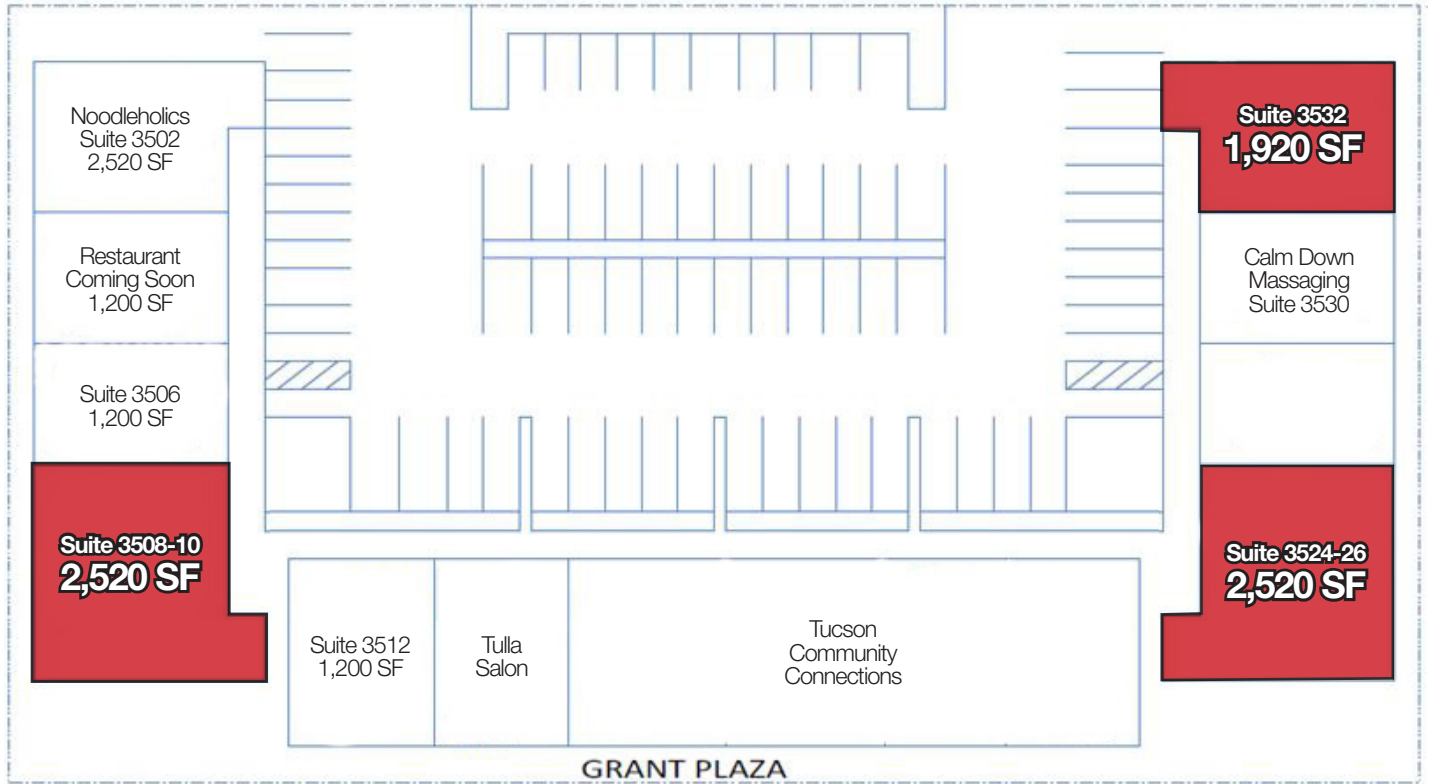 Noodleholics
Suite 3502
2,520 SF
Restaurant
Coming Soon
1,200 SF
Suite 3506
1,200 SF
Suite 3508-10
2,520 SF
Suite 3512
1,200 SF
Tulla
Salon
Tucson
Community
Connections
Suite 3532
1,920 SF
Calm Down
Massaging
Suite 3530
Suite 3524-26
2,520 SF
GRANT PLAZA